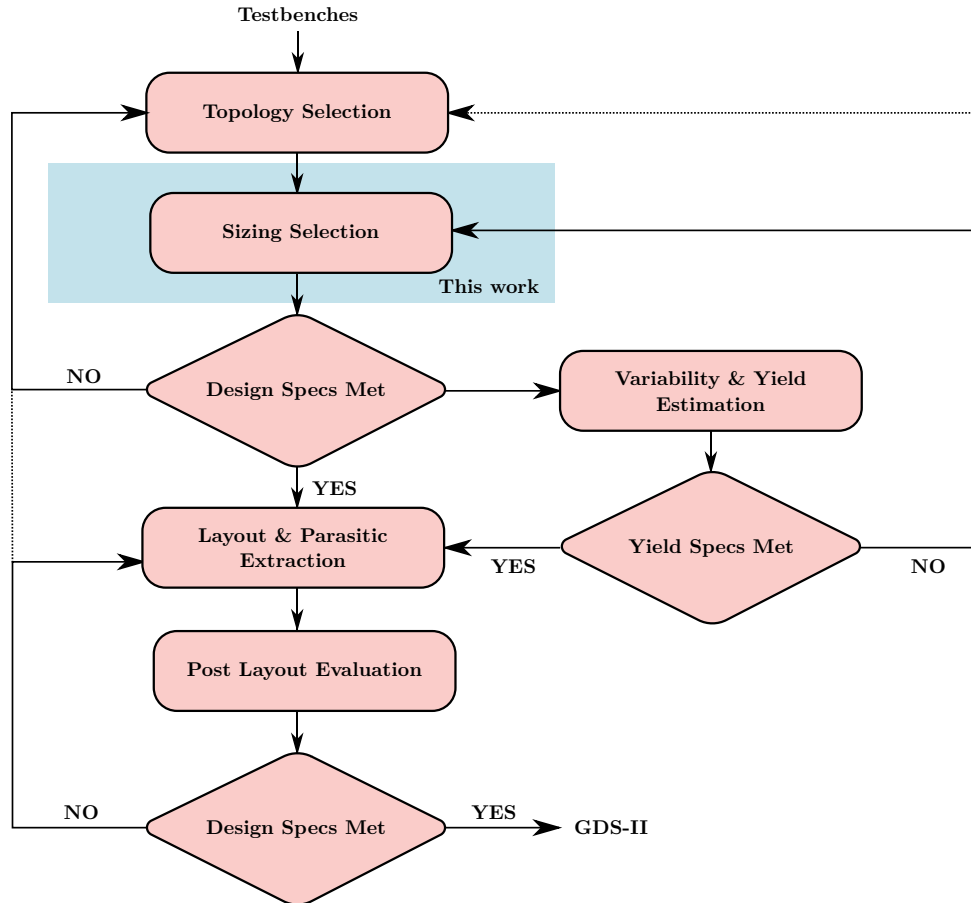 Testbenches
Topology Selection
Sizing Selection
This work
NO
Design Specs Met
Variability & Yield
Estimation
YES
Layout & Parasitic
Extraction
YES
Yield Specs Met
NO
Post Layout Evaluation
NO
Design Specs Met
YES
GDS-II